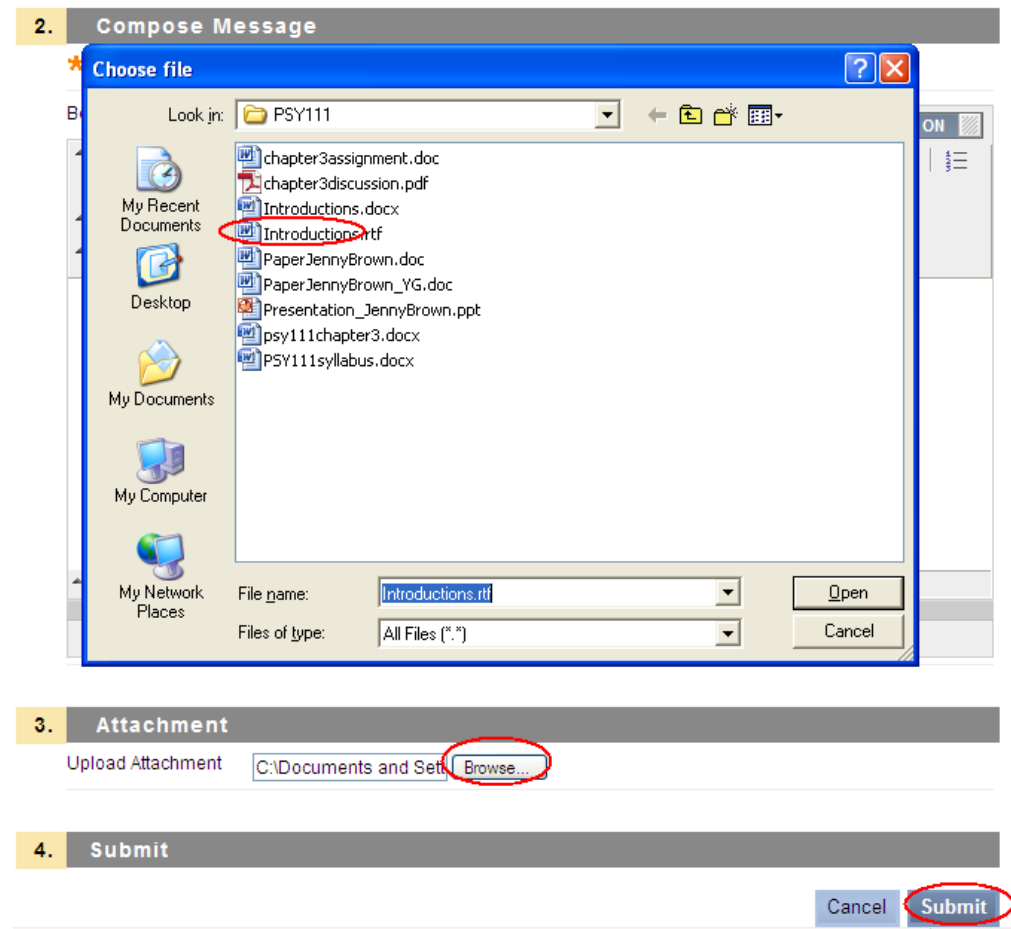 2. Compose Message
*
Choose file
Look in: PSY111
ON
chapter3assignment.doc
chapter3discussion.pdf
Introductions.docx
Introductions.rtf
PaperJennyBrown.doc
PaperJennyBrown_YG.doc
Presentation_JennyBrown.ppt
psy111chapter3.docx
PSY111syllabus.docx
My Recent
Documents
Desktop
My Documents
My Computer
My Network
Places
File name: Introductions.rtf Open
Files of type: All Files (*.*) Cancel
3. Attachment
Upload Attachment C:\Documents and Sett Browse...
4. Submit
Cancel Submit